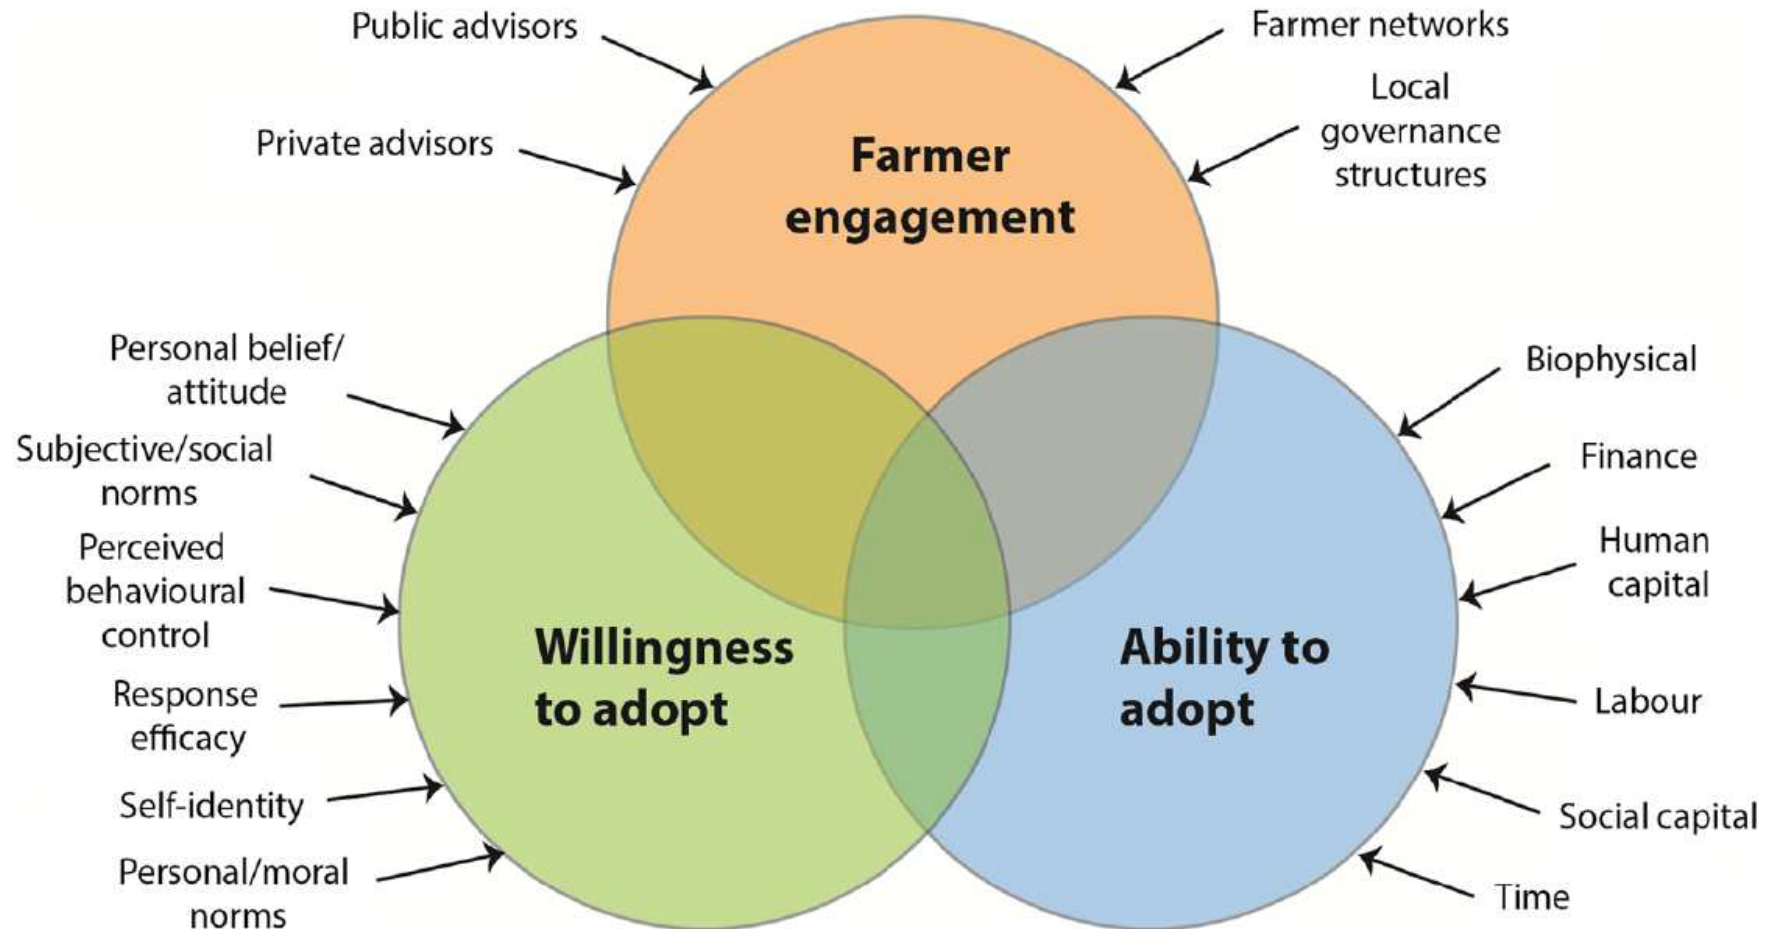 Public advisors
Private advisors
Farmer networks
Local
governance
structures
Farmer
engagement
Personal belief/
attitude
Subjective/social
norms
Perceived
behavioural
control
Response
efficacy
Self-identity
Personal/moral
norms
Willingness
to adopt
Ability to
adopt
Biophysical
Finance
Human
capital
Labour
Social capital
Time